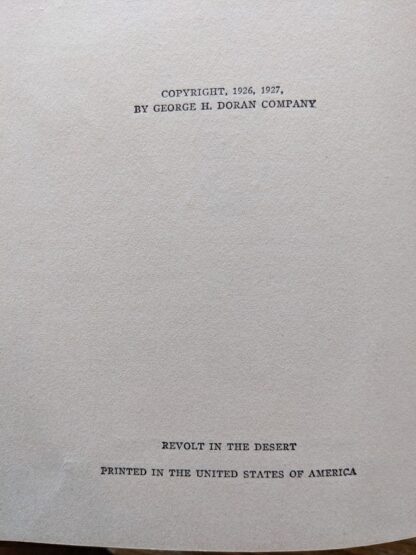 COPYRIGHT, 1926, 1927,
BY GEORGE H. DORAN COMPANY
REVOLT IN THE DESERT
PRINTED IN THE UNITED STATES OF AMERICA